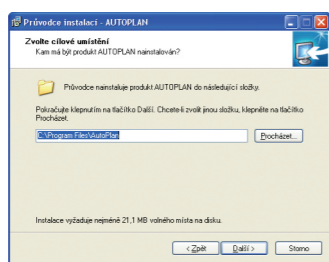 Průvodce instalací - AUTOPLAN
Zvolte cílové umístění
Kam má být produkt AUTOPLAN nainstalován?
Průvodce nainstaluje produkt AUTOPLAN do následující složky.
Pokračujte klepnutím na tlačítko Další. Chcete-li zvolit jinou složku, klepněte na tlačítko
Procházet.
C:\Program Files\AutoPlan
Procházet...
Instalace vyžaduje nejméně 21,1 MB volného místa na disku.
< Zpět
Další >
Storno